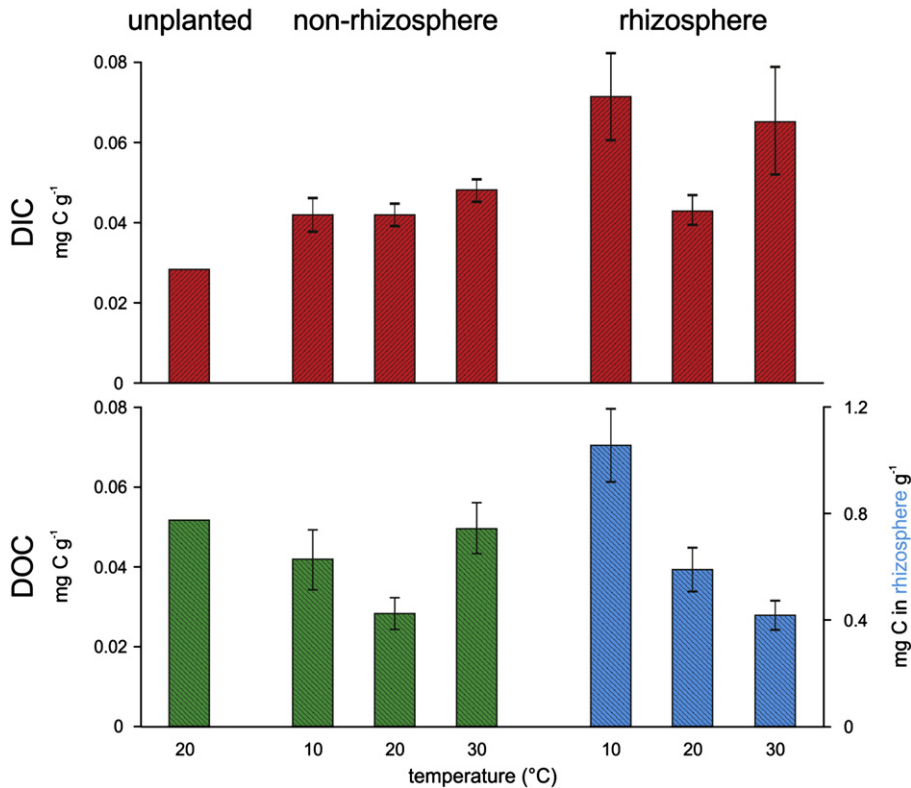 unplanted non-rhizosphere rhizosphere
0.08
0.06
0.04
0.02
0
DIC
mg C g-1
0.08
0.06
0.04
0.02
0
DOC
mg C g-1
1.2
0.8
0.4
0
mg C in rhizosphere g-1
20 10 20 30 10 20 30
temperature (°C)